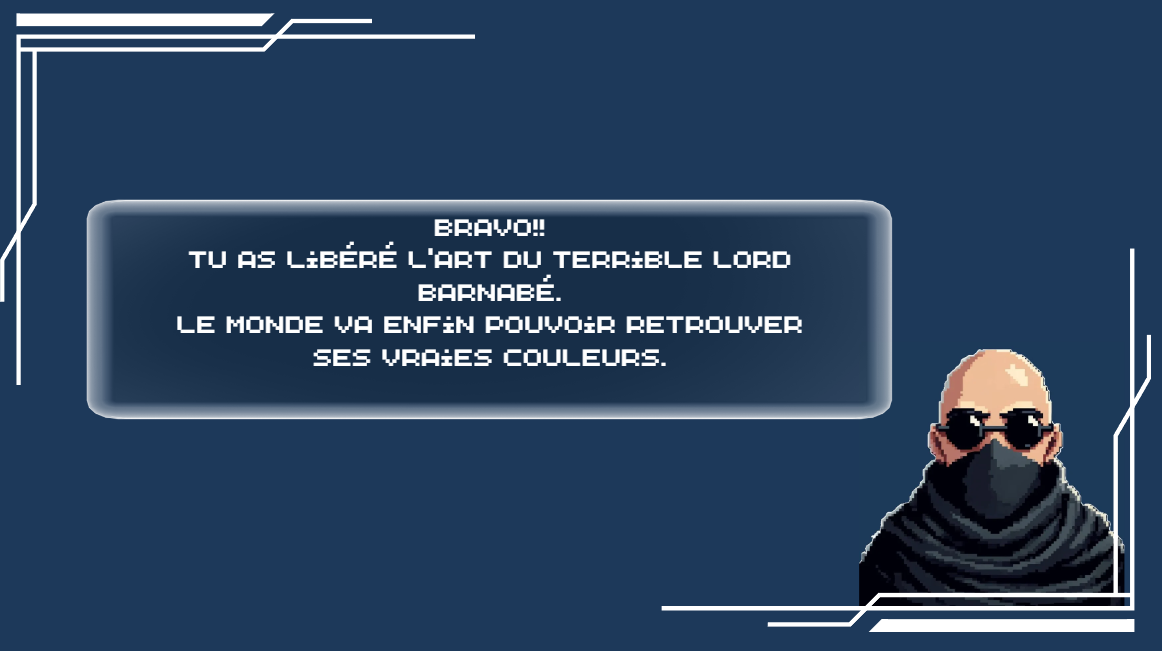 BRAVO!!
TU AS LiBÉRÉ L'ART DU TERRiBLE LORD
BARNABÉ.
LE MONDE VA ENFiN POUVOiR RETROUVER
SES VRAiES COULEURS.